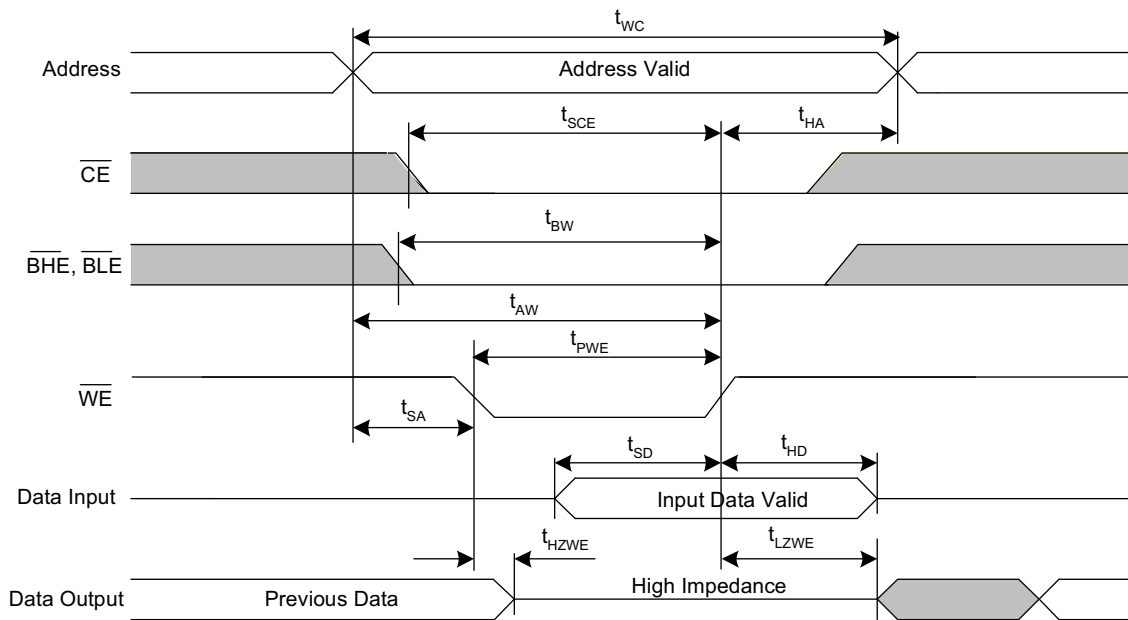 tWC
Address
Address Valid
tSCE
tHA
CE
tBW
BHE, BLE
tAW
tPWE
WE
tSA
tSD
tHD
Data Input
Input Data Valid
tHZWE
tLZWE
Data Output
Previous Data
High Impedance